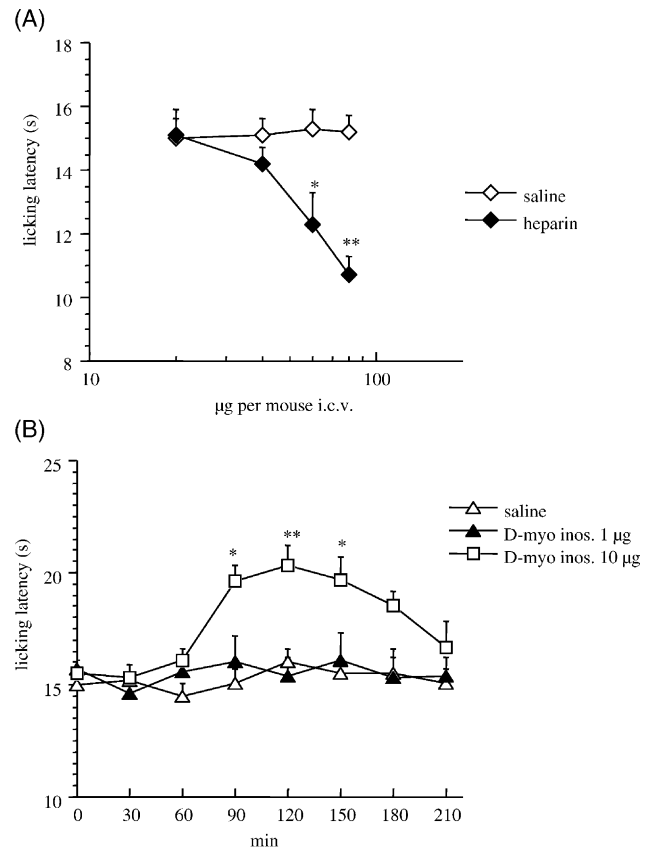 (A)
18
16
14
12
10
8
licking latency (s)
*
**
saline
heparin
10
100
µg per mouse i.c.v.
(B)
25
20
15
10
licking latency (s)
*
**
*
saline
D-myo inos. 1 µg
D-myo inos. 10 µg
0 30 60 90 120 150 180 210
min